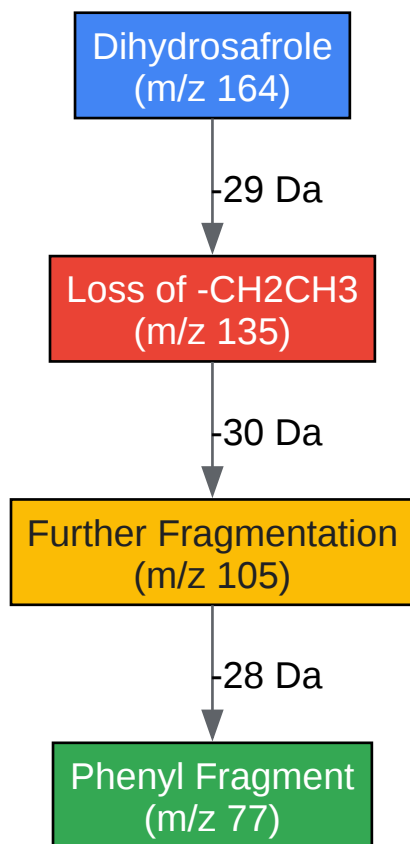 Dihydrosafrole
(m/z 164)
-29 Da
Loss of -CH2CH3
(m/z 135)
-30 Da
Further Fragmentation
(m/z 105)
-28 Da
Phenyl Fragment
(m/z 77)